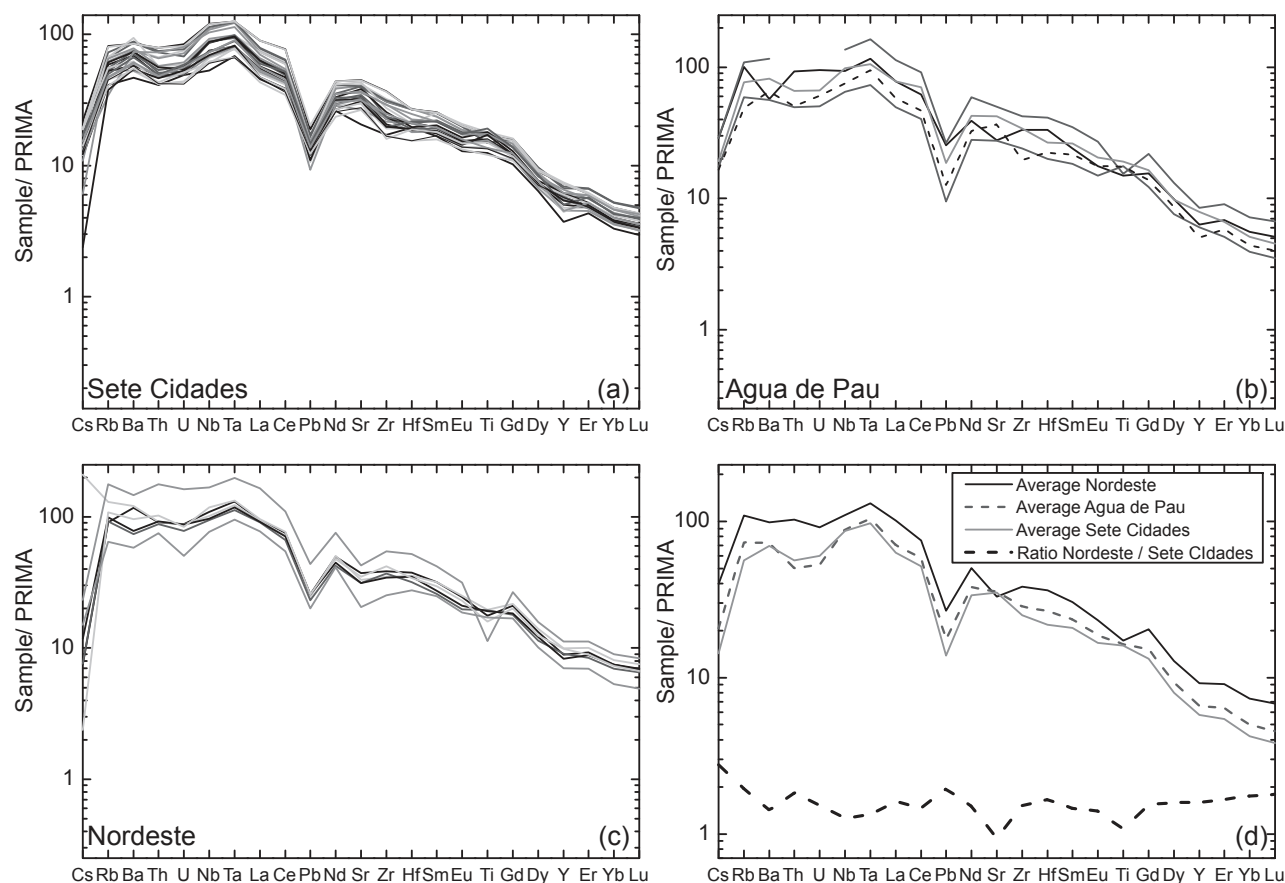 100
10
1
Sample/ PRIMA
Sete Cidades
(a)
Cs Rb Ba Th U Nb Ta La Ce Pb Nd Sr Zr Hf Sm Eu Ti Gd Dy Y Er Yb Lu
100
10
1
Sample/ PRIMA
Agua de Pau
(b)
Cs Rb Ba Th U Nb Ta La Ce Pb Nd Sr Zr Hf Sm Eu Ti Gd Dy Y Er Yb Lu
100
10
1
Sample/ PRIMA
Nordeste
(c)
Cs Rb Ba Th U Nb Ta La Ce Pb Nd Sr Zr Hf Sm Eu Ti Gd Dy Y Er Yb Lu
Average Nordeste
Average Agua de Pau
Average Sete Cidades
Ratio Nordeste / Sete CIdades
100
10
1
Sample/ PRIMA
(d)
Cs Rb Ba Th U Nb Ta La Ce Pb Nd Sr Zr Hf Sm Eu Ti Gd Dy Y Er Yb Lu